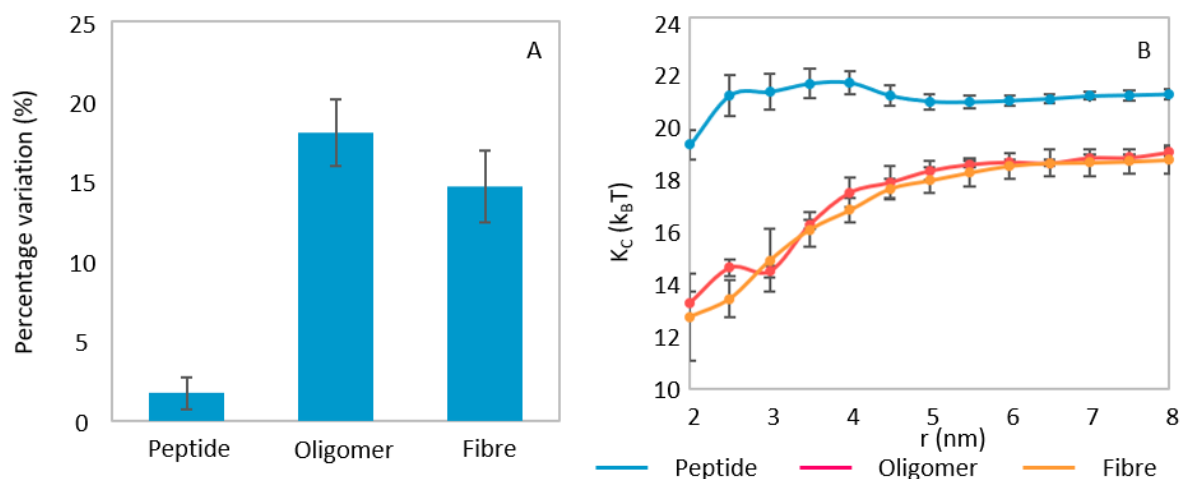 A
Percentage variation (%)
25
20
15
10
5
0
Peptide Oligomer Fibre
B
K_C (k_BT)
24
22
20
18
16
14
12
10
2 3 4 5 6 7 8
r (nm)
Peptide Oligomer Fibre